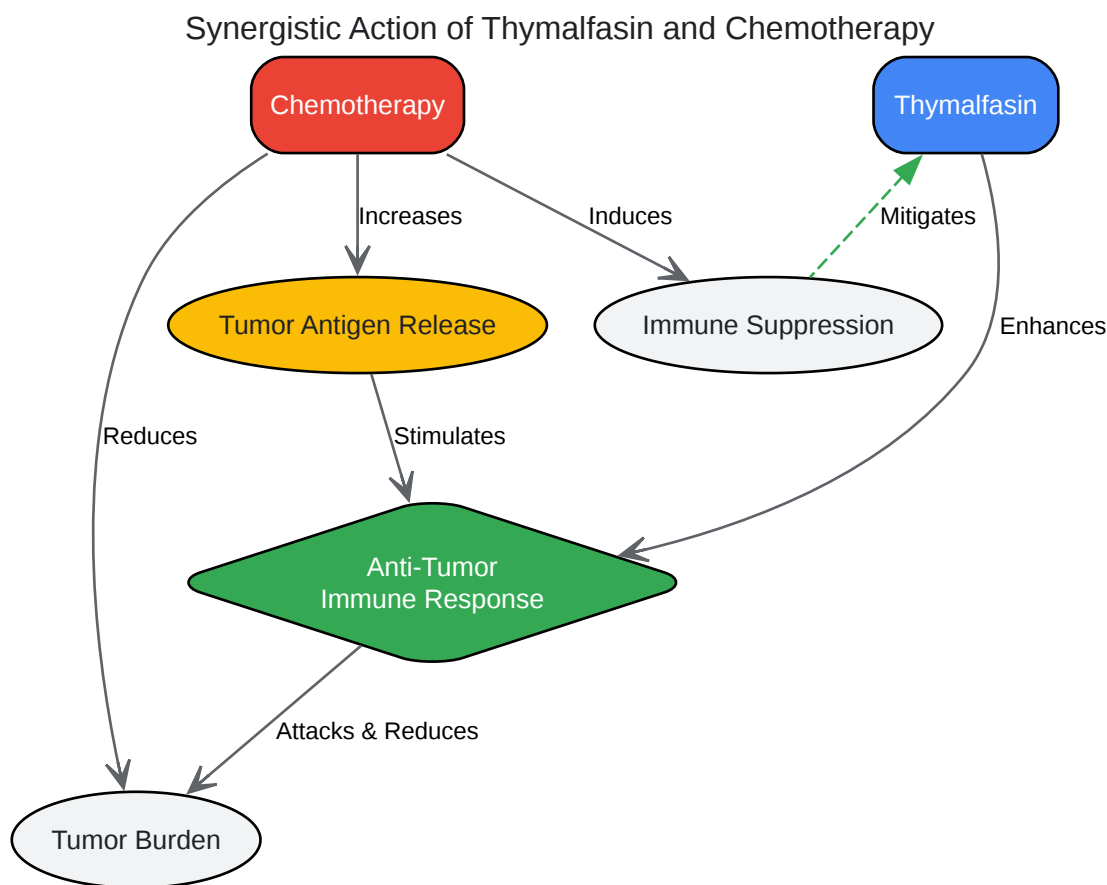 Synergistic Action of Thymalfasin and Chemotherapy
Chemotherapy
Thymalfasin
Increases
Induces
Mitigates
Tumor Antigen Release
Immune Suppression
Enhances
Reduces
Stimulates
Anti-Tumor
Immune Response
Attacks & Reduces
Tumor Burden